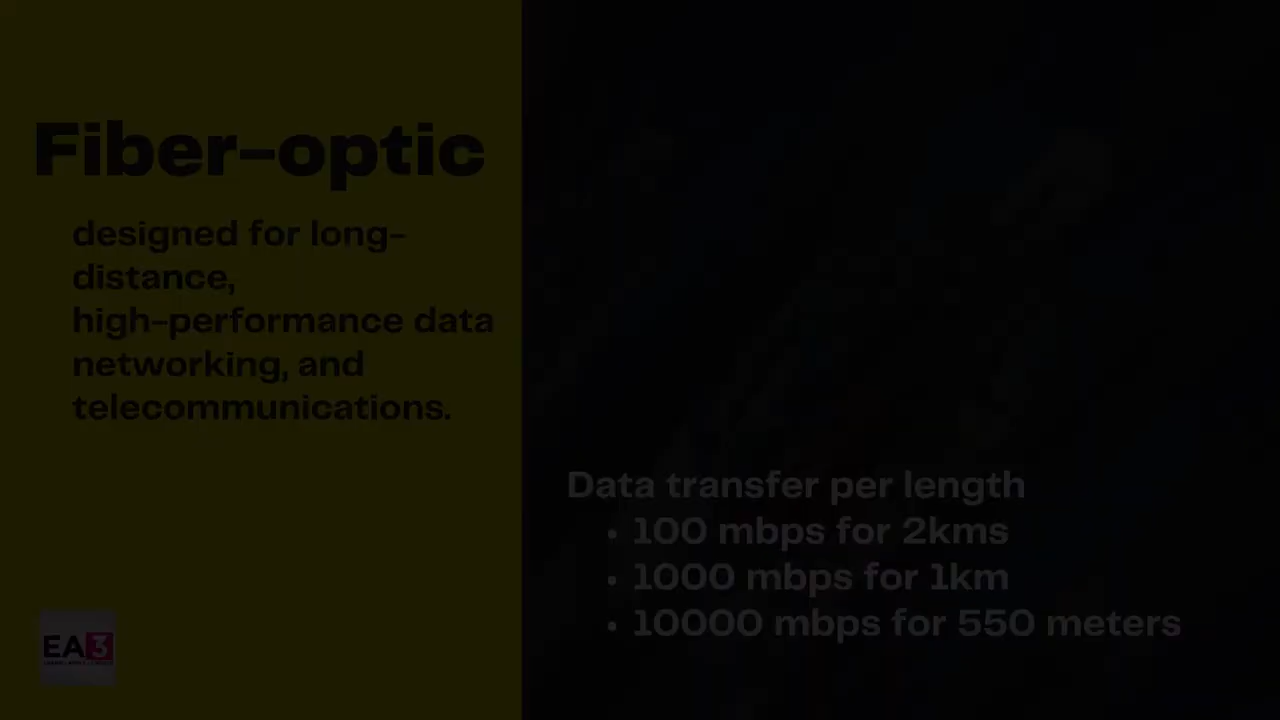 Fiber-optic
designed for long-
distance,
high-performance data
networking, and
telecommunications.
Data transfer per length
• 100 mbps for 2kms
• 1000 mbps for 1km
• 10000 mbps for 550 meters
EA3